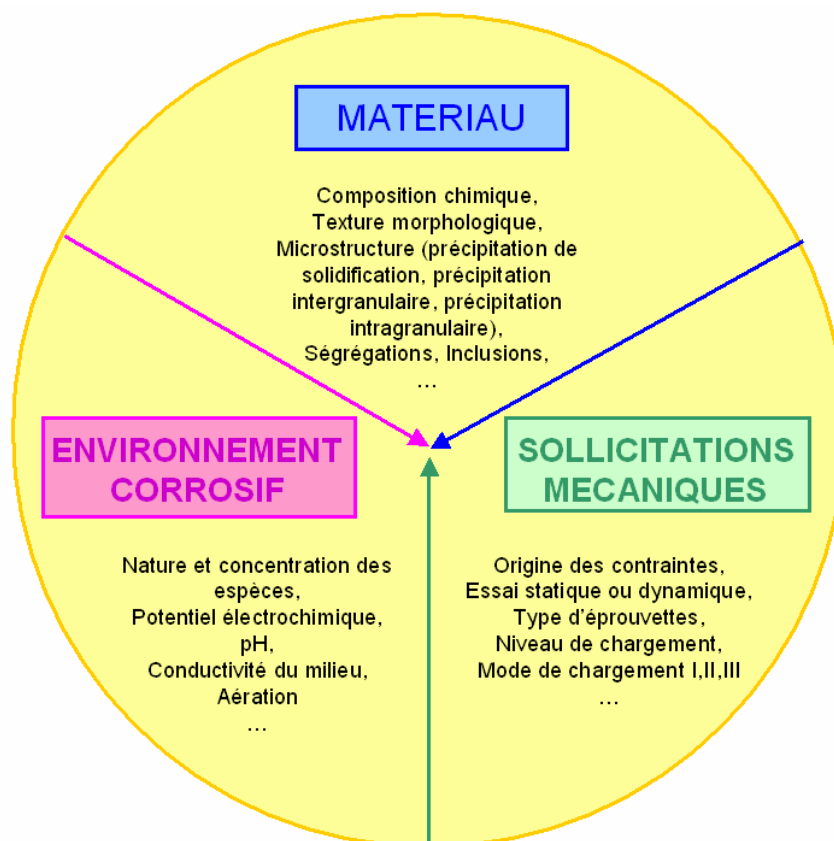 MATERIAU
Composition chimique,
Texture morphologique,
Microstructure (précipitation de
solidification, précipitation
intergranulaire, précipitation
intragranulaire),
Ségrégations, Inclusions,
...
ENVIRONNEMENT
CORROSIF
Nature et concentration des
espèces,
Potentiel électrochimique,
pH,
Conductivité du milieu,
Aération
...
SOLLICITATIONS
MECANIQUES
Origine des contraintes,
Essai statique ou dynamique,
Type d'éprouvettes,
Niveau de chargement,
Mode de chargement I,II,III
...